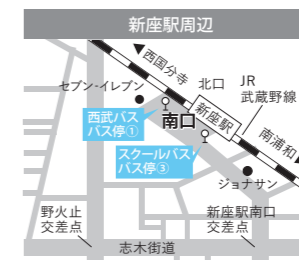 新座駅周辺
西国分寺
セブン-イレブン
北口
JR
武蔵野線
西武バス
バス停①
南口
新座駅
スクールバス
バス停③
南浦和
ジョナサン
野火止
交差点
新座駅南口
交差点
志木街道